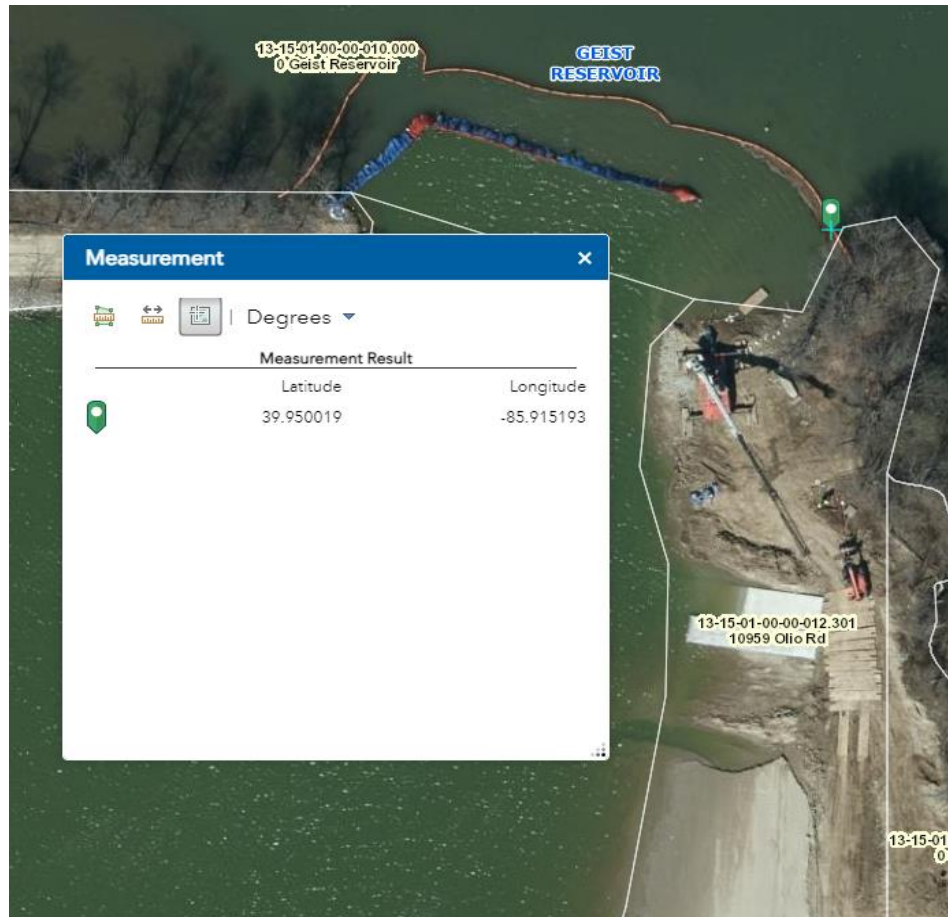 13-15-01-00-00-010.000
0 Geist Reservoir
GEIST
RESERVOIR
Measurement
Degrees
Measurement Result
Latitude
Longitude
39.950019
-85.915193
13-15-01-00-00-012.301
10959 Olio Rd
13-15-01
0